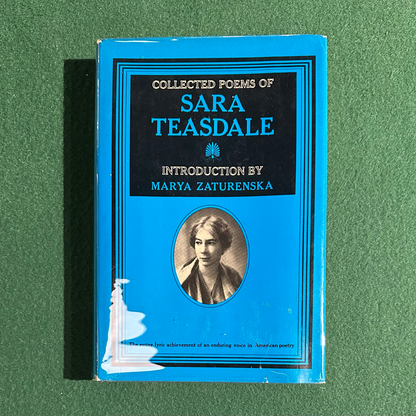 COLLECTED POEMS OF
SARA
TEASDALE
INTRODUCTION BY
MARYA ZATURENSKA
The entire lyric achievement of an enduring voice in American poetry